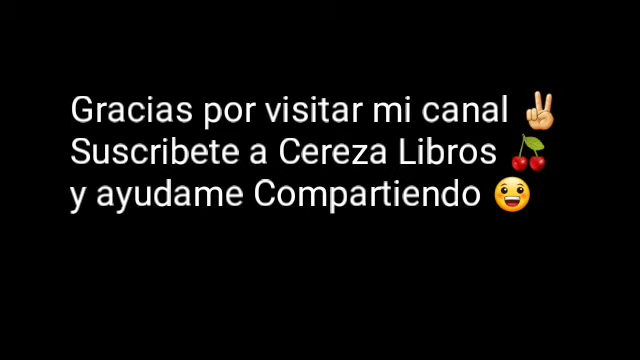 Gracias por visitar mi canal ✌🏼
Suscribete a Cereza Libros 🍒
y ayudame Compartiendo 😀